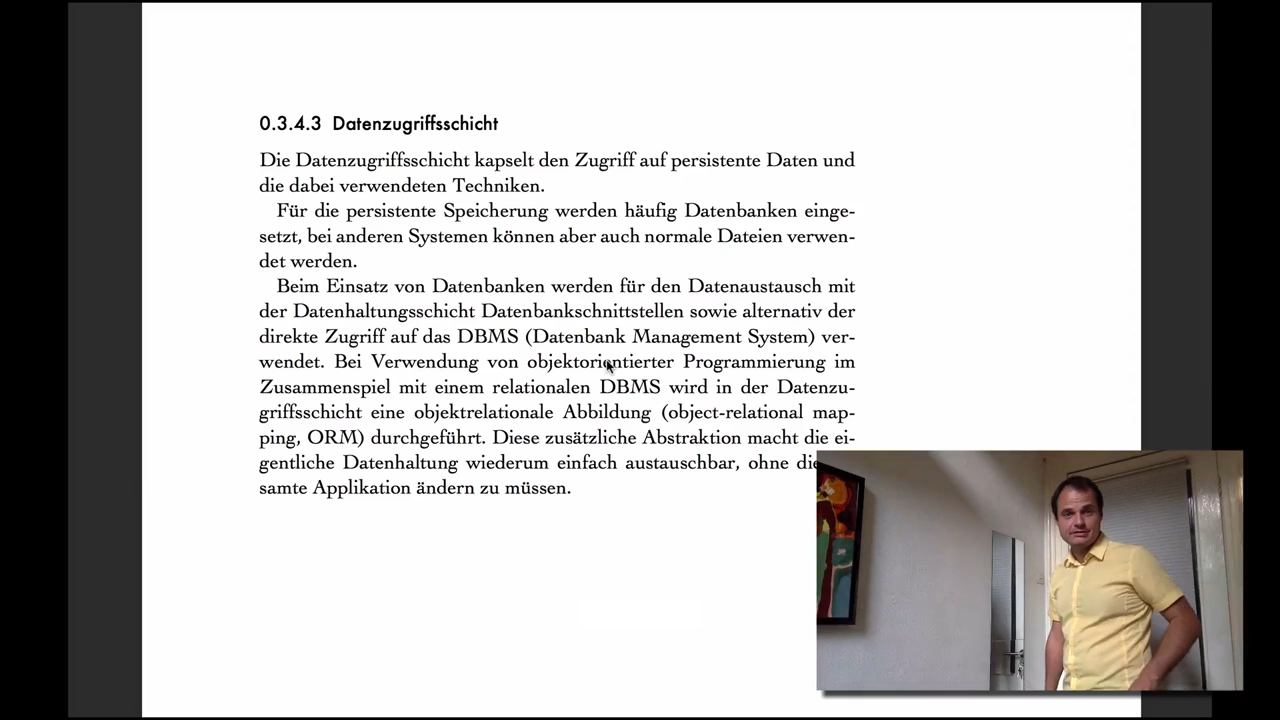 0.3.4.3 Datenzugriffsschicht
Die Datenzugriffsschicht kapselt den Zugriff auf persistente Daten und
die dabei verwendeten Techniken.
Für die persistente Speicherung werden häufig Datenbanken einge-
setzt, bei anderen Systemen können aber auch normale Dateien verwen-
det werden.
Beim Einsatz von Datenbanken werden für den Datenaustausch mit
der Datenhaltungsschicht Datenbankschnittstellen sowie alternativ der
direkte Zugriff auf das DBMS (Datenbank Management System) ver-
wendet. Bei Verwendung von objektorientierter Programmierung im
Zusammenspiel mit einem relationalen DBMS wird in der Datenzu-
griffsschicht eine objektrelationale Abbildung (object-relational map-
ping, ORM) durchgeführt. Diese zusätzliche Abstraktion macht die ei-
gentliche Datenhaltung wiederum einfach austauschbar, ohne
samte Applikation ändern zu müssen.